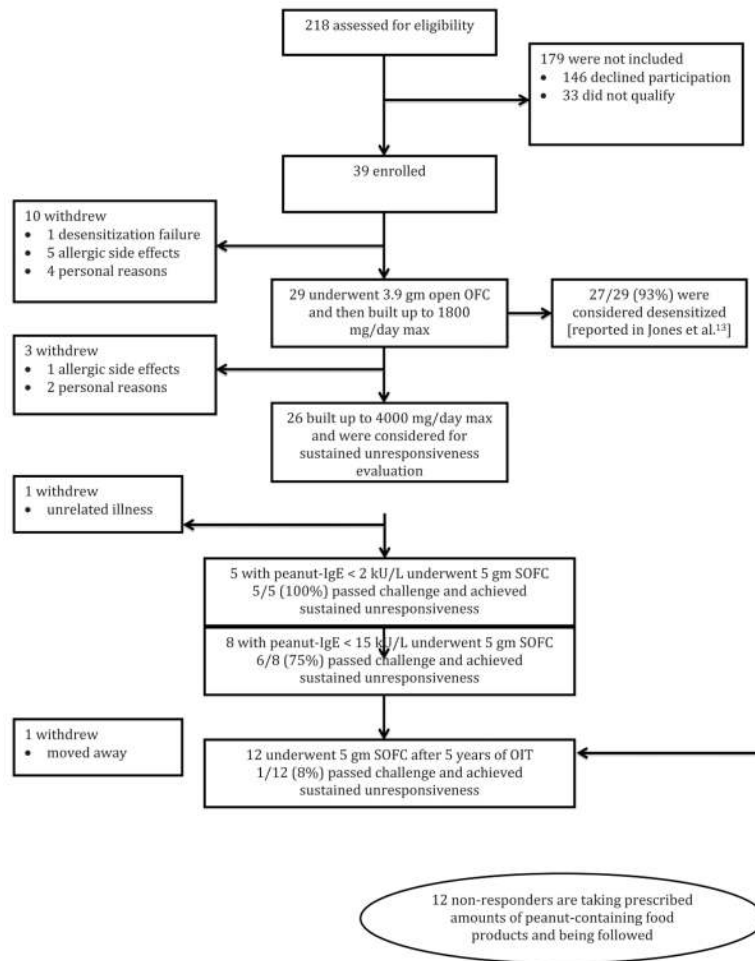 218 assessed for eligibility
179 were not included
• 146 declined participation
• 33 did not qualify
39 enrolled
10 withdrew
• 1 desensitization failure
• 5 allergic side effects
• 4 personal reasons
29 underwent 3.9 gm open OFC
and then built up to 1800
mg/day max
27/29 (93%) were
considered desensitized
[reported in Jones et al.¹³]
3 withdrew
• 1 allergic side effects
• 2 personal reasons
26 built up to 4000 mg/day max
and were considered for
sustained unresponsiveness
evaluation
1 withdrew
• unrelated illness
5 with peanut-IgE < 2 kU/L underwent 5 gm SOFC
5/5 (100%) passed challenge and achieved
sustained unresponsiveness
8 with peanut-IgE < 15 kU/L underwent 5 gm SOFC
6/8 (75%) passed challenge and achieved
sustained unresponsiveness
1 withdrew
• moved away
12 underwent 5 gm SOFC after 5 years of OIT
1/12 (8%) passed challenge and achieved
sustained unresponsiveness
12 non-responders are taking prescribed
amounts of peanut-containing food
products and being followed